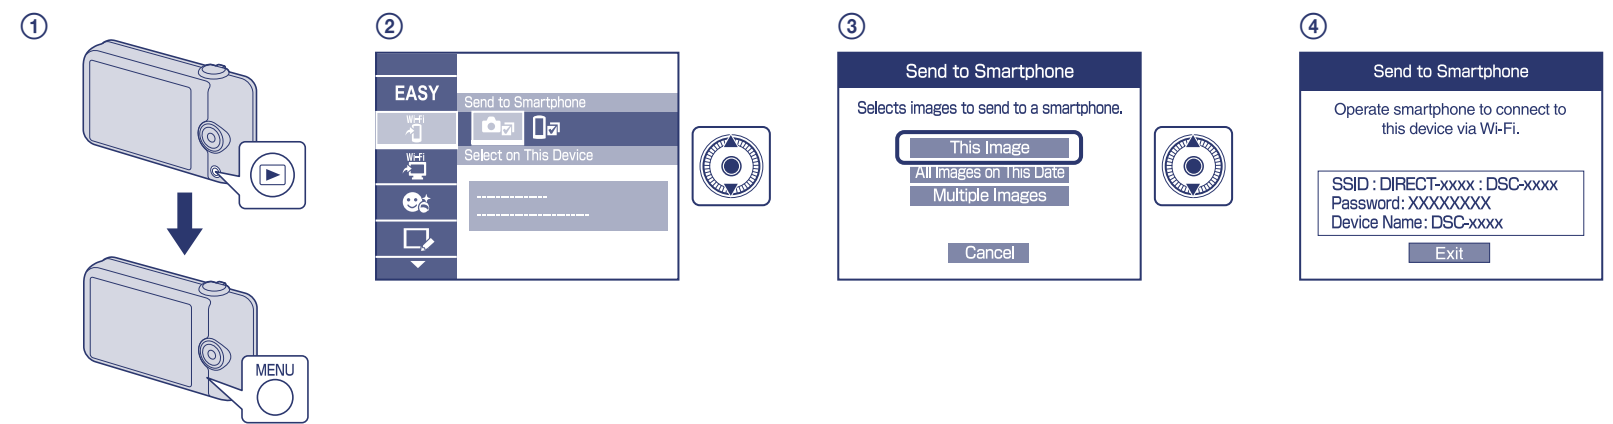 1
MENU
2
EASY
Send to Smartphone
Wi-Fi
Select on This Device
Wi-Fi
3
Send to Smartphone
Selects images to send to a smartphone.
This Image
All Images on This Date
Multiple Images
Cancel
4
Send to Smartphone
Operate smartphone to connect to
this device via Wi-Fi.
SSID : DIRECT-xxxx : DSC-xxxx
Password : XXXXXXXX
Device Name : DSC-xxxx
Exit